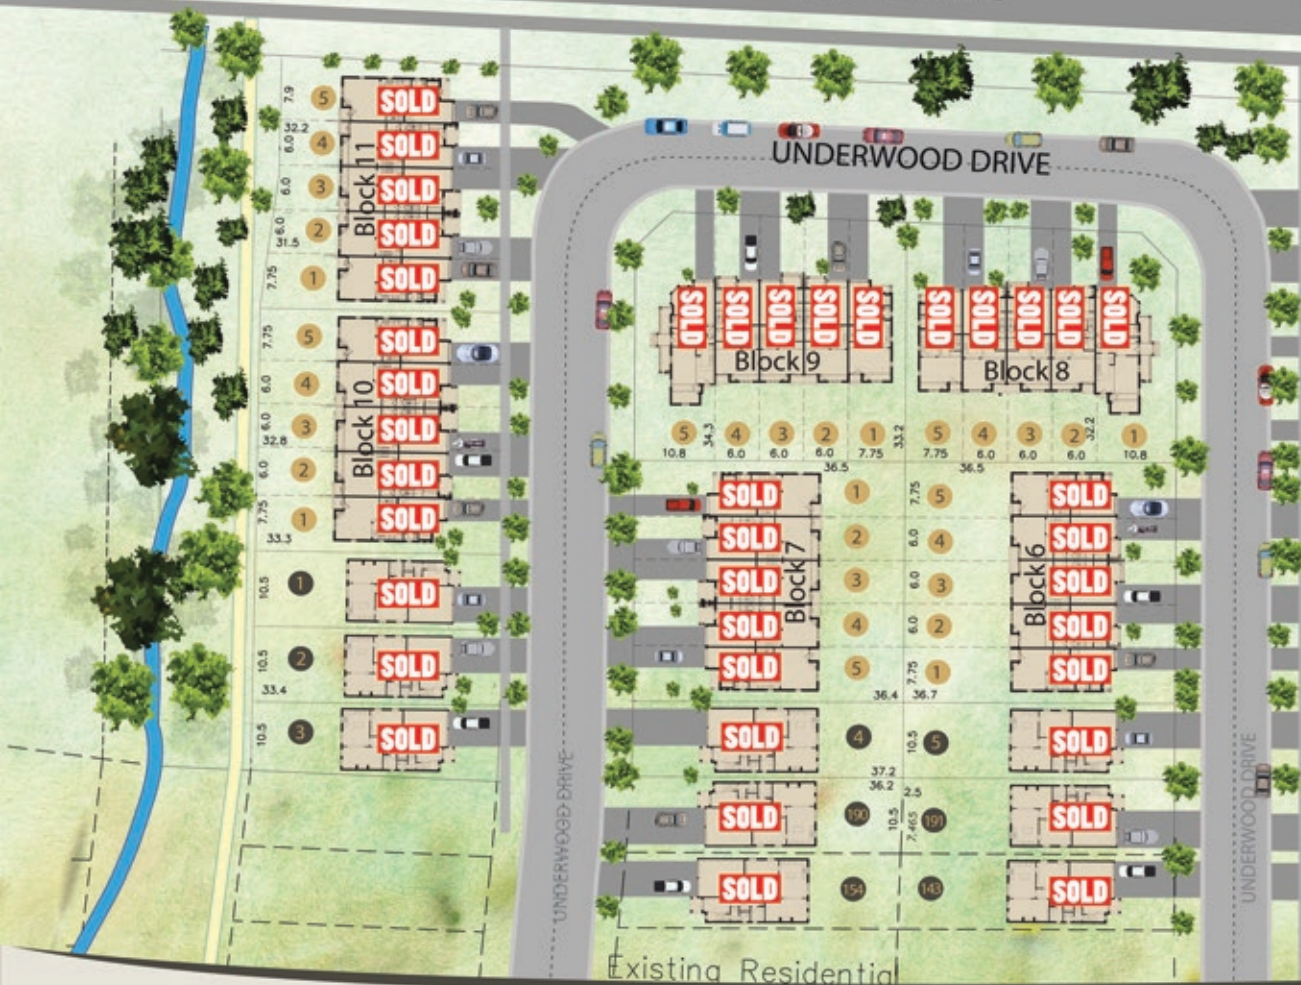 UNDERWOOD DRIVE
7.9
5
SOLD
32.2
6.0
4
SOLD
Block 11
6.0
3
SOLD
6.0
2
SOLD
31.5
7.75
1
SOLD
7.75
5
SOLD
6.0
4
SOLD
Block 10
6.0
3
SOLD
32.8
6.0
2
SOLD
7.75
1
SOLD
33.3
10.5
1
SOLD
10.5
2
SOLD
33.4
10.5
3
SOLD
SOLD
SOLD
SOLD
SOLD
SOLD
Block 9
5
34.3
4
3
2
1
33.2
10.8
6.0
6.0
6.0
7.75
36.5
SOLD
SOLD
SOLD
SOLD
SOLD
Block 8
5
4
3
2
32.2
1
7.75
6.0
6.0
6.0
10.8
36.5
SOLD
1
SOLD
2
SOLD
Block 7
3
SOLD
4
SOLD
5
36.4
SOLD
4
37.2
36.2
SOLD
190
10.5
SOLD
154
7.75
5
SOLD
6.0
4
SOLD
6.0
3
SOLD
Block 6
6.0
2
SOLD
7.75
1
SOLD
36.7
10.5
5
SOLD
2.5
7.465
191
SOLD
143
SOLD
UNDERWOOD DRIVE
UNDERWOOD DRIVE
Existing Residential